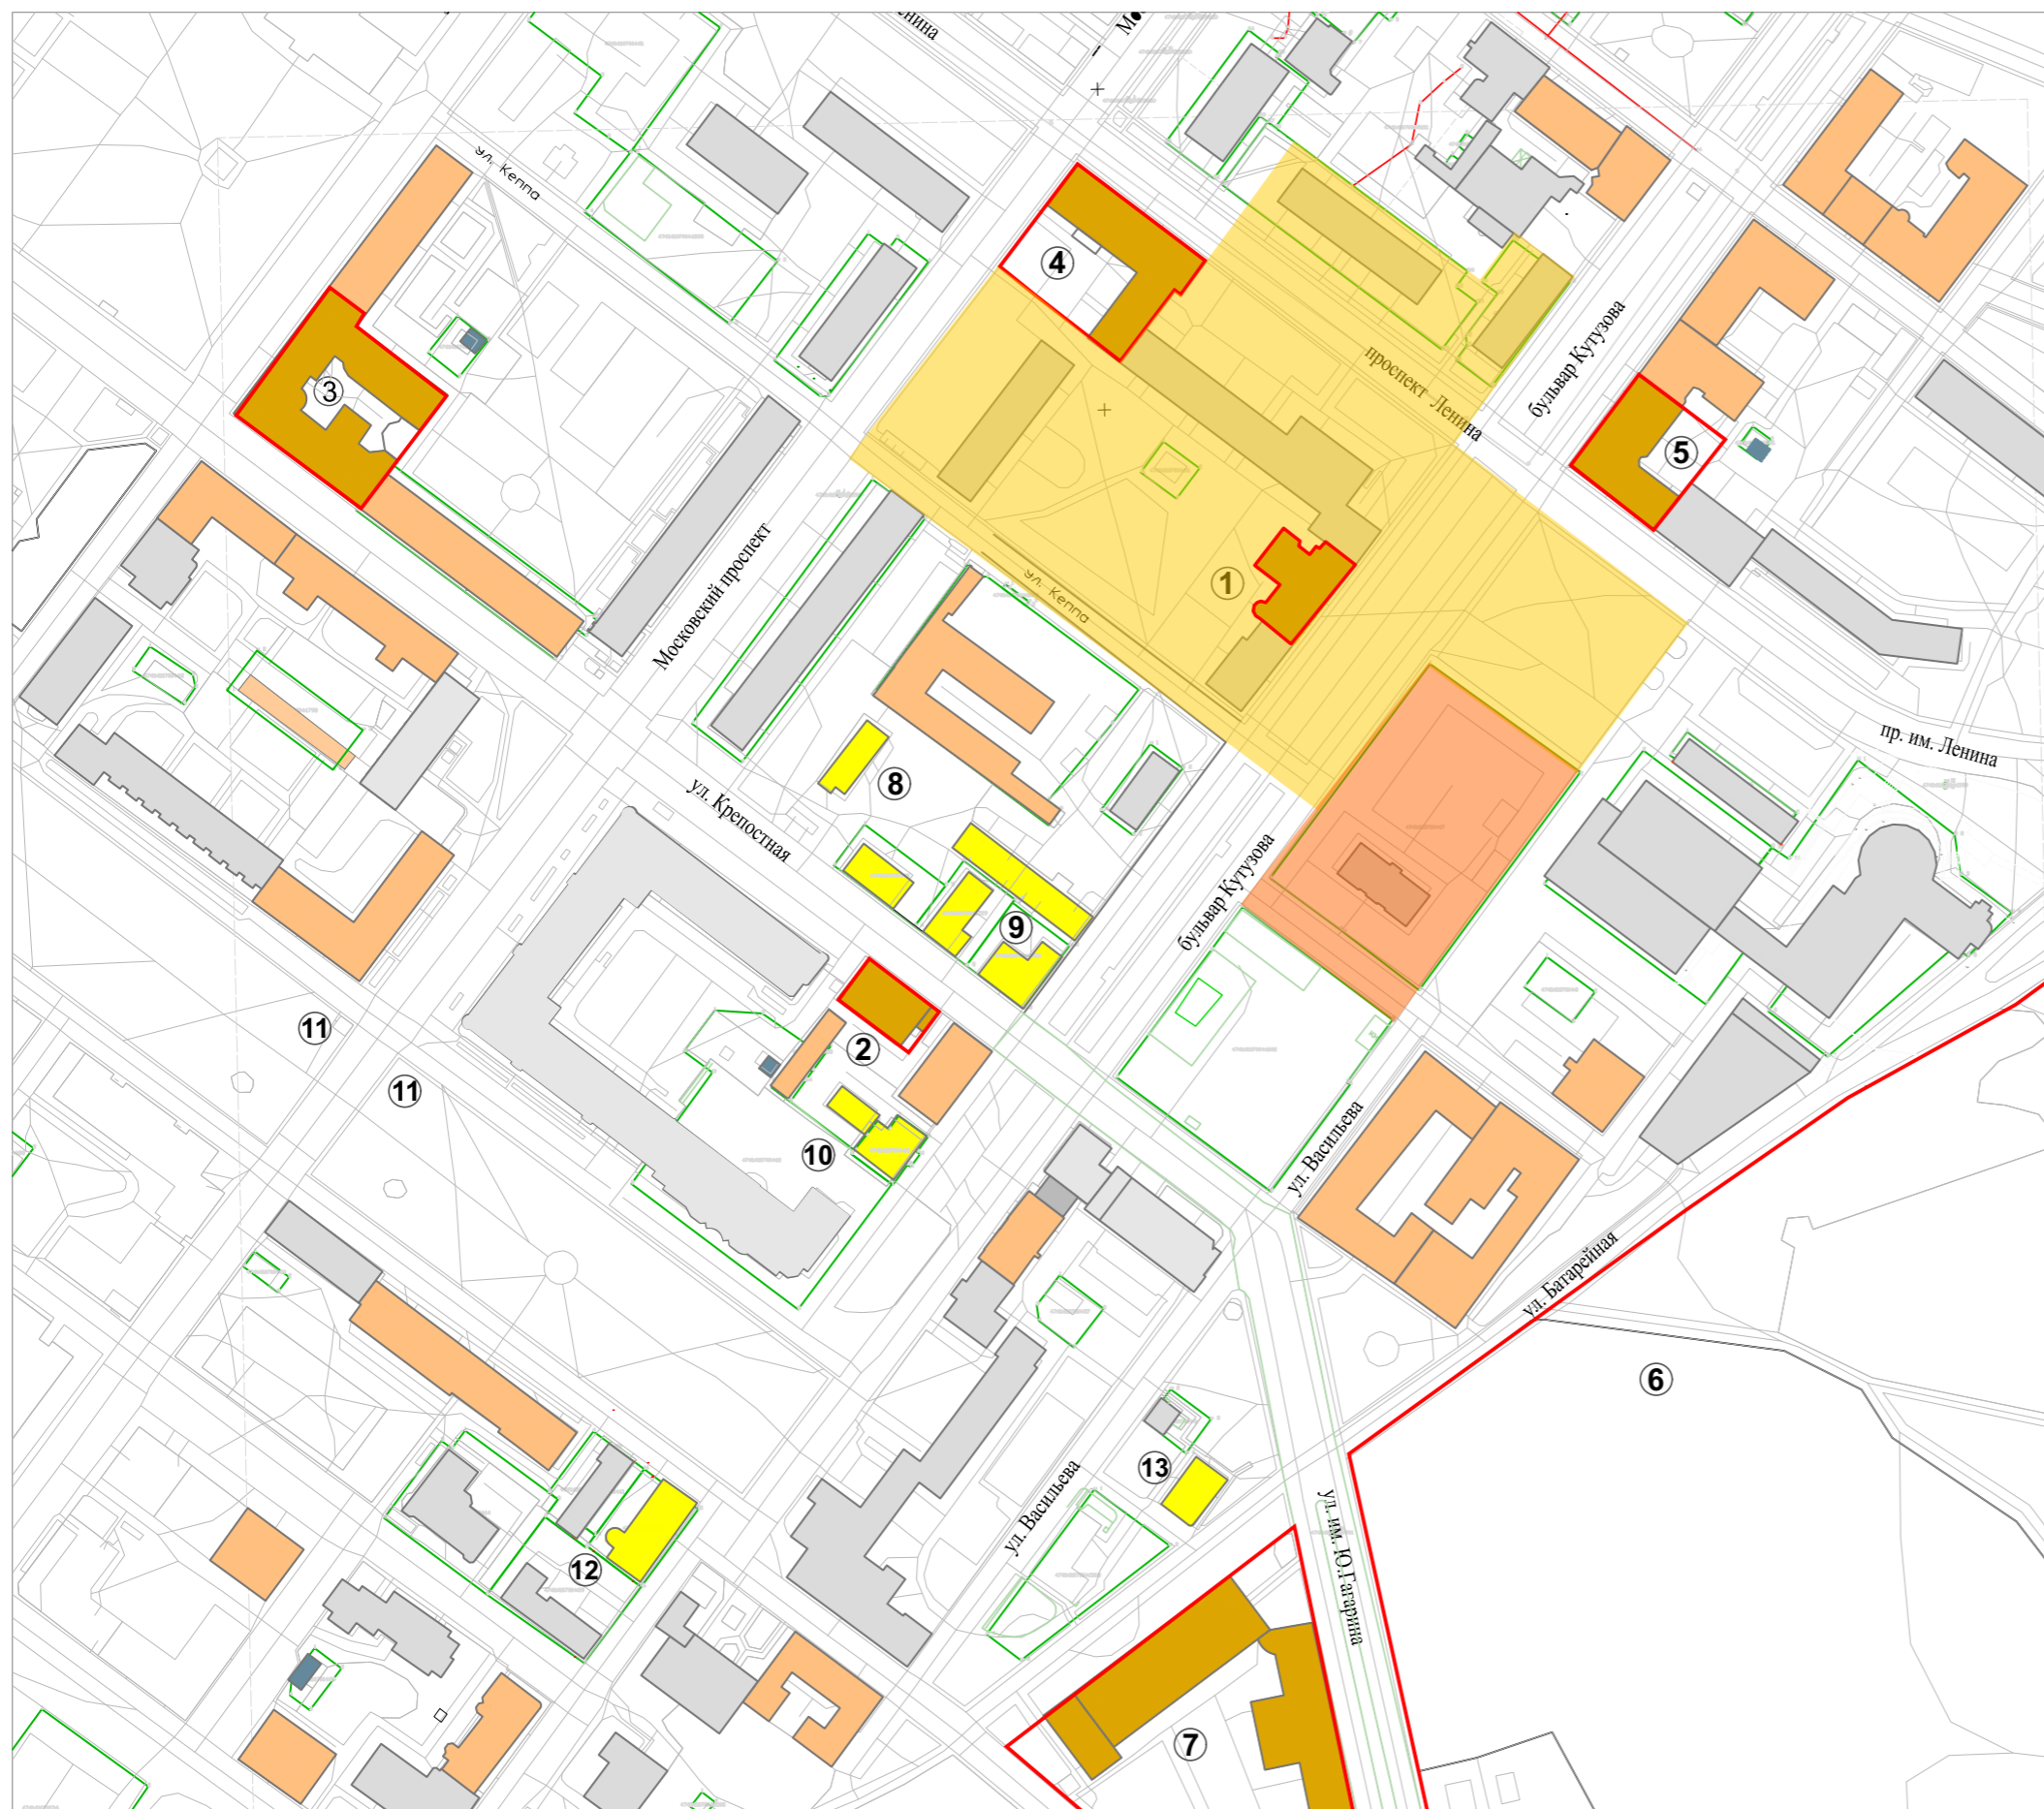 ул. Кеппа
④
проспект Ленина
бульвар Кутузова
③
⑤
①
ул. Кеппа
Московский проспект
пр. им. Ленина
⑧
ул. Крепостная
бульвар Кутузова
⑨
⑪
②
⑪
⑩
ул. Васильева
ул. Батарейная
⑥
⑬
ул. Васильева
ул. им. Ю.Гагарина
⑫
⑦